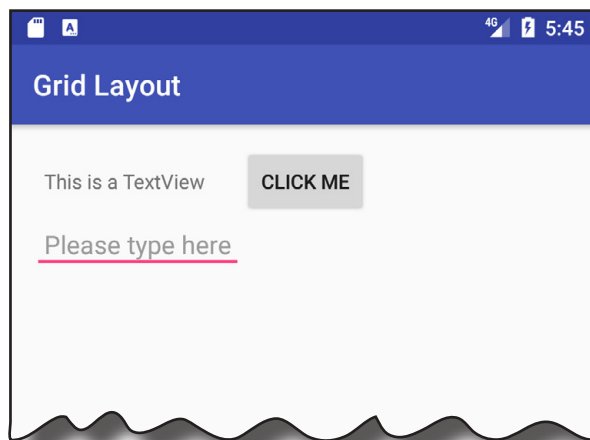 A 4G 5:45
Grid Layout
This is a TextView CLICK ME
Please type here